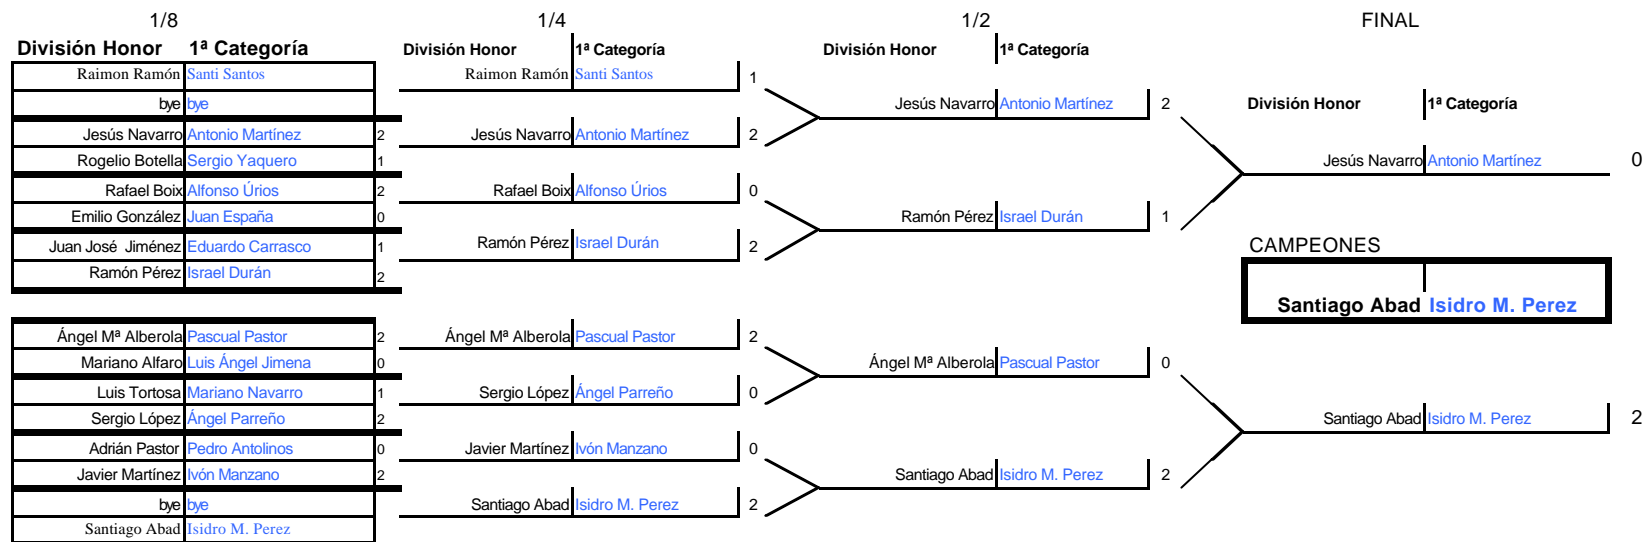 1/8 1/4 1/2 FINAL
División Honor 1ª Categoría División Honor 1ª Categoría División Honor 1ª Categoría
Raimon Ramón Santi Santos Raimon Ramón Santi Santos 1
bye bye Jesús Navarro Antonio Martínez 2 División Honor 1ª Categoría
Jesús Navarro Antonio Martínez 2 Jesús Navarro Antonio Martínez 2
Rogelio Botella Sergio Yaquero 1 Jesús Navarro Antonio Martínez 0
Rafael Boix Alfonso Úrios 2 Rafael Boix Alfonso Úrios 0
Emilio González Juan España 0 Ramón Pérez Israel Durán 1
Juan José Jiménez Eduardo Carrasco 1 Ramón Pérez Israel Durán 2 CAMPEONES
Ramón Pérez Israel Durán 2
Santiago Abad Isidro M. Perez
Ángel Mª Alberola Pascual Pastor 2 Ángel Mª Alberola Pascual Pastor 2
Mariano Alfaro Luis Ángel Jimena 0 Ángel Mª Alberola Pascual Pastor 0
Luis Tortosa Mariano Navarro 1 Sergio López Ángel Parreño 0
Sergio López Ángel Parreño 2 Santiago Abad Isidro M. Perez 2
Adrián Pastor Pedro Antolinos 0 Javier Martínez Ivón Manzano 0
Javier Martínez Ivón Manzano 2 Santiago Abad Isidro M. Perez 2
bye bye Santiago Abad Isidro M. Perez 2
Santiago Abad Isidro M. Perez